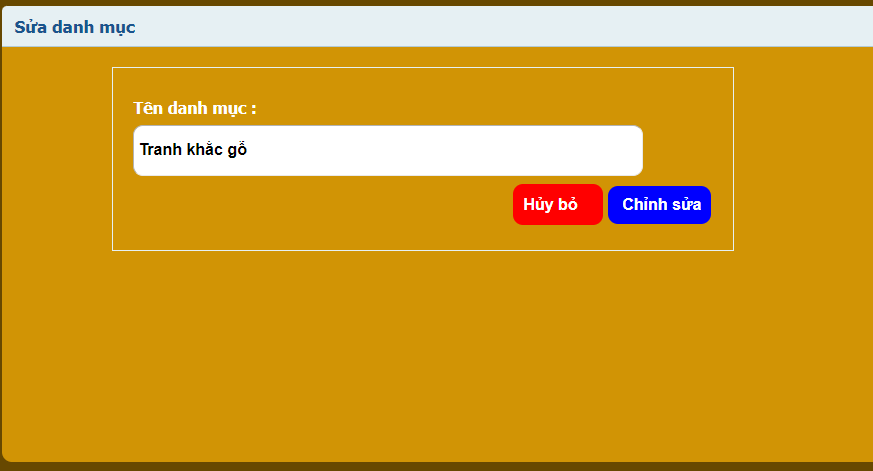 Sửa danh mục
Tên danh mục :
Tranh khắc gỗ
Hủy bỏ
Chỉnh sửa